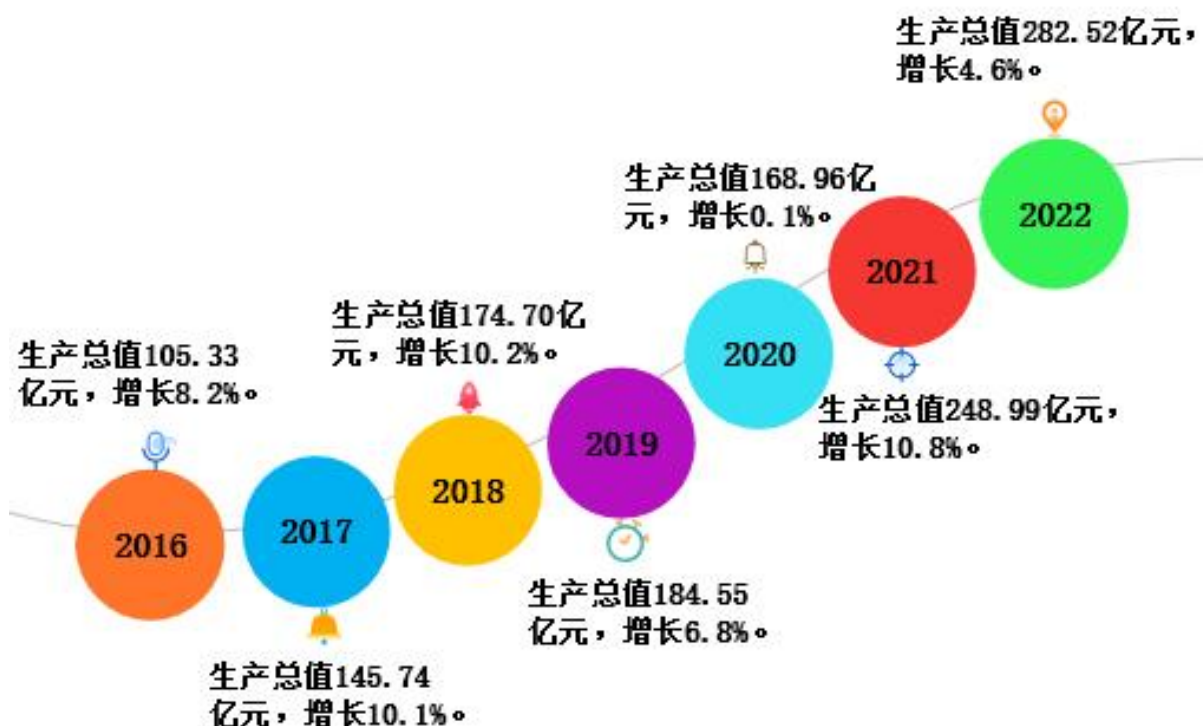 生产总值282.52亿元，
增长4.6%。
生产总值168.96亿
元，增长0.1%。
2022
2021
生产总值174.70亿
元，增长10.2%。
生产总值105.33
亿元，增长8.2%。
2020
生产总值248.99亿元，
增长10.8%。
2019
2018
2017
2016
生产总值184.55
亿元，增长6.8%。
生产总值145.74
亿元，增长10.1%。